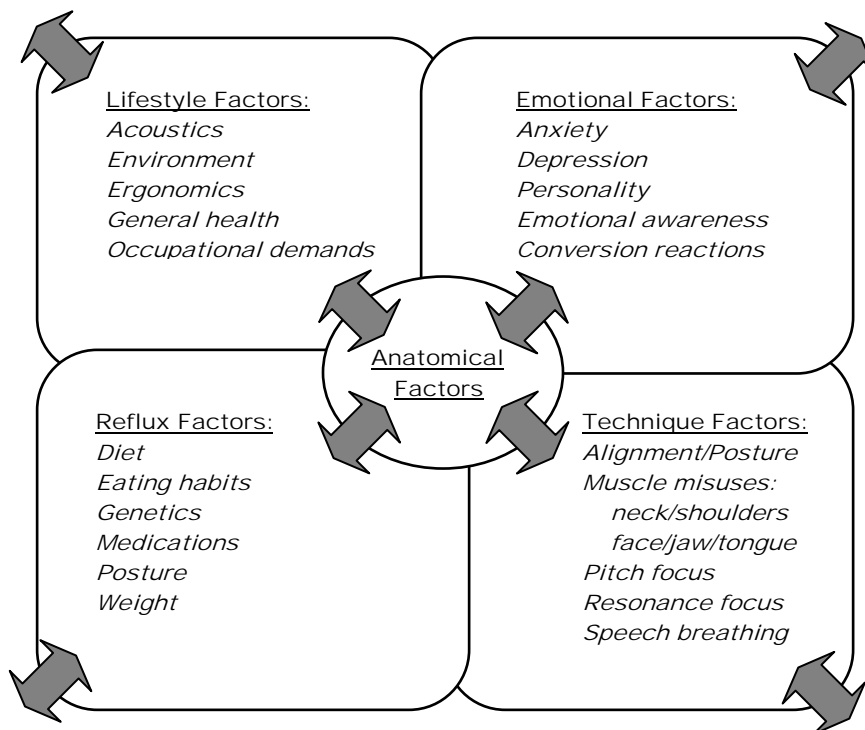 Lifestyle Factors:
Acoustics
Environment
Ergonomics
General health
Occupational demands
Emotional Factors:
Anxiety
Depression
Personality
Emotional awareness
Conversion reactions
Anatomical
Factors
Reflux Factors:
Diet
Eating habits
Genetics
Medications
Posture
Weight
Technique Factors:
Alignment/Posture
Muscle misuses:
neck/shoulders
face/jaw/tongue
Pitch focus
Resonance focus
Speech breathing